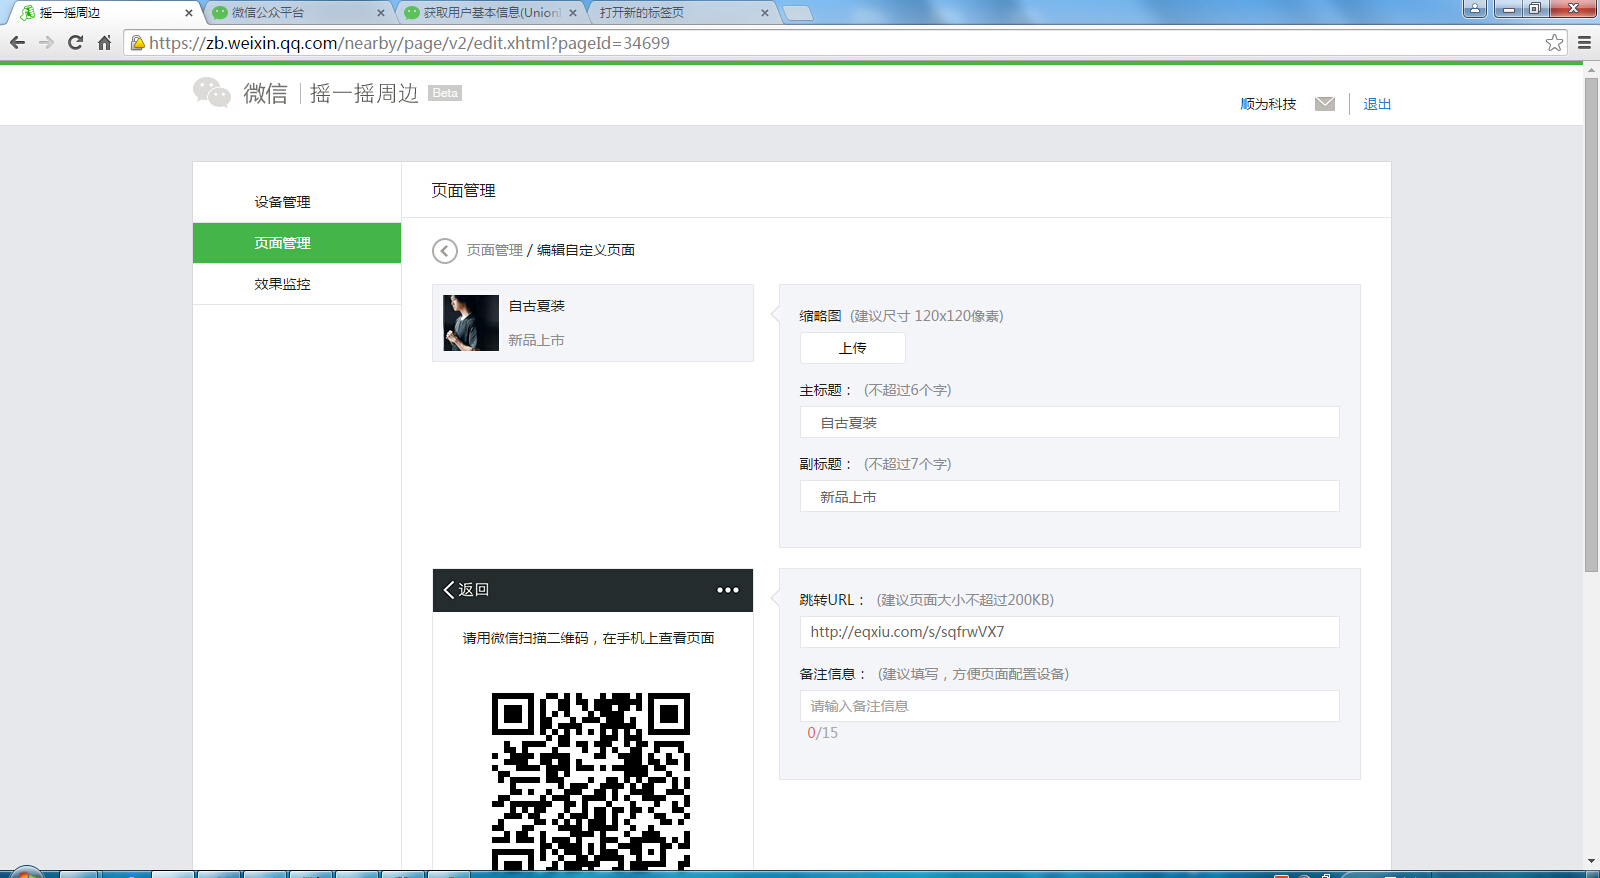 摇一摇周边
微信公众平台
获取用户基本信息(Union
打开新的标签页
https://zb.weixin.qq.com/nearby/page/v2/edit.xhtml?pageId=34699
微信 | 摇一摇周边 Beta
顺为科技
退出
设备管理
页面管理
效果监控
页面管理
页面管理 / 编辑自定义页面
自古夏装
新品上市
缩略图 (建议尺寸 120x120像素)
上传
主标题： (不超过6个字)
自古夏装
副标题： (不超过7个字)
新品上市
返回
请用微信扫描二维码，在手机上查看页面
跳转URL： (建议页面大小不超过200KB)
http://eqxiu.com/s/sqfrwVX7
备注信息： (建议填写，方便页面配置设备)
请输入备注信息
0/15